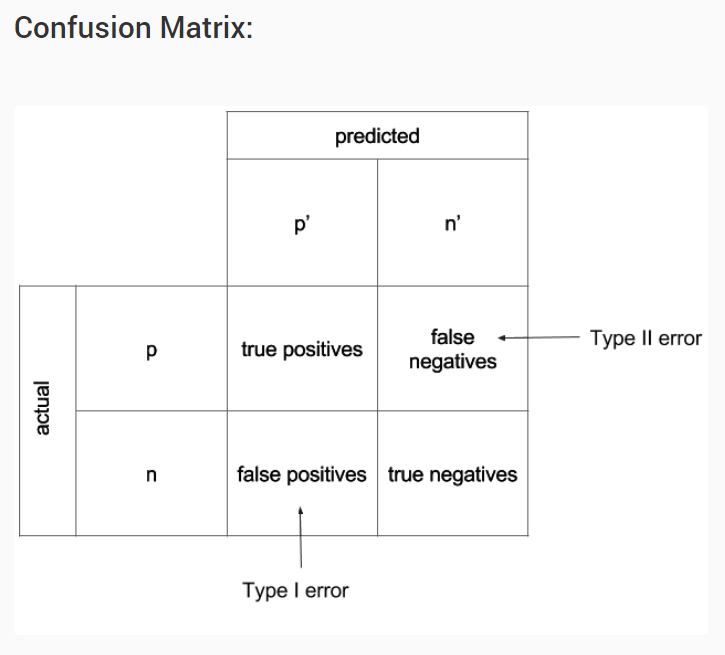 Confusion Matrix:
predicted
p’
n’
actual
p
true positives
false
negatives
Type II error
n
false positives
true negatives
Type I error